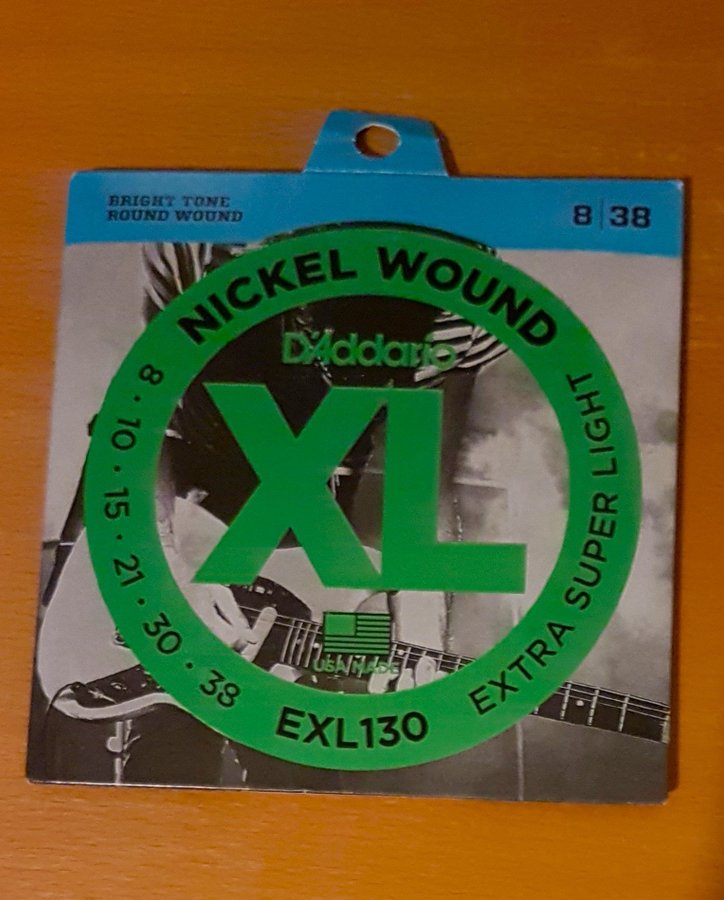 BRIGHT TONE
ROUND WOUND
8|38
NICKEL WOUND
D'Addario
XL
8 · 10 · 15 · 21 · 30 · 38
EXTRA SUPER LIGHT
USA MADE
EXL130